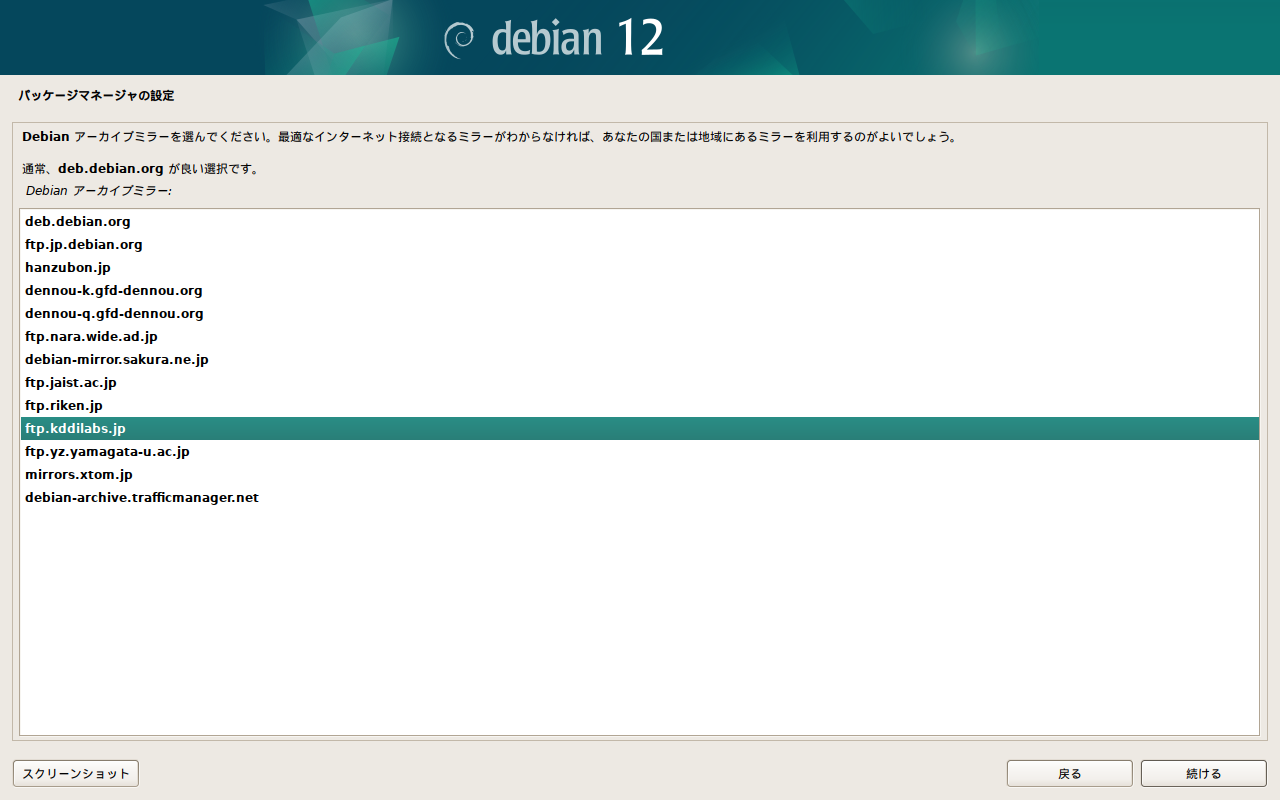 debian 12
パッケージマネージャの設定
Debian アーカイブミラーを選んでください。最適なインターネット接続となるミラーがわからなければ、あなたの国または地域にあるミラーを利用するのがよいでしょう。
通常、deb.debian.org が良い選択です。
Debian アーカイブミラー:
deb.debian.org
ftp.jp.debian.org
hanzubon.jp
dennou-k.gfd-dennou.org
dennou-q.gfd-dennou.org
ftp.nara.wide.ad.jp
debian-mirror.sakura.ne.jp
ftp.jaist.ac.jp
ftp.riken.jp
ftp.kddilabs.jp
ftp.yz.yamagata-u.ac.jp
mirrors.xtom.jp
debian-archive.trafficmanager.net
スクリーンショット 戻る 続ける